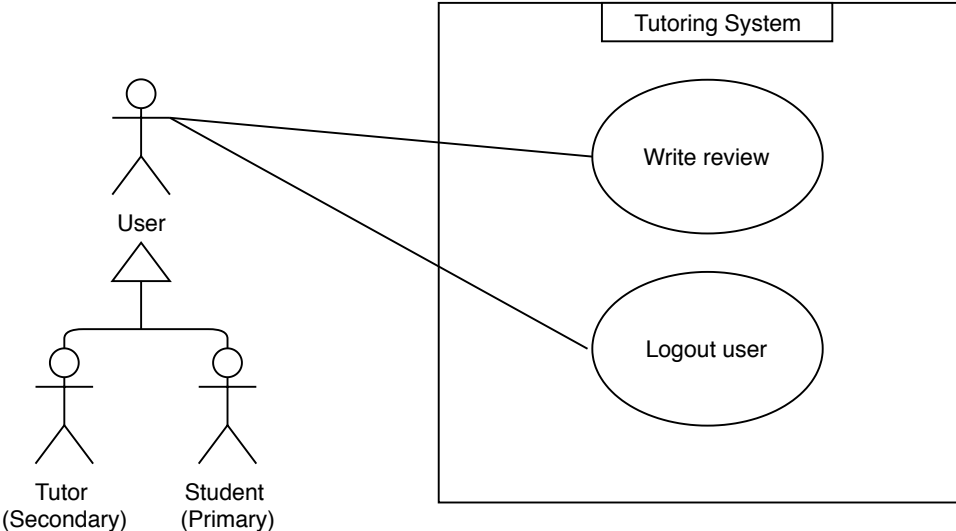 Tutoring System
Write review
User
Logout user
Tutor
(Secondary)
Student
(Primary)